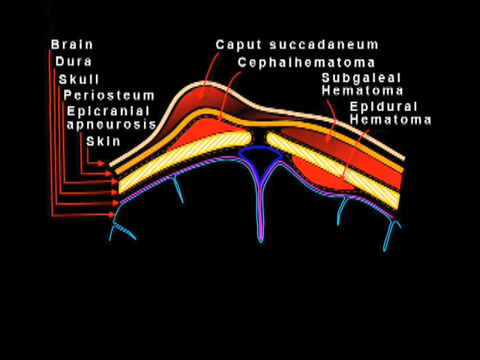 Brain
Dura
Skull
Periosteum
Epicranial
apneurosis
Skin
Caput succadaneum
Cephalhematoma
Subgaleal
Hematoma
Epidural
Hematoma